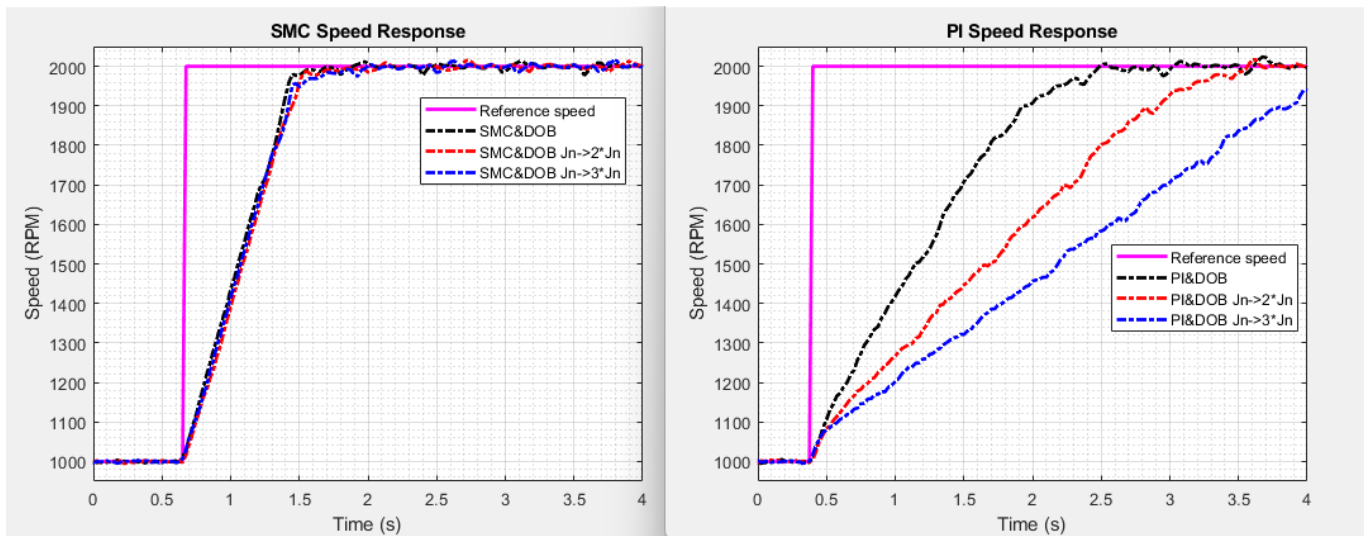 SMC Speed Response
Speed (RPM)
2000
1900
1800
1700
1600
1500
1400
1300
1200
1100
1000
Reference speed
SMC&DOB
SMC&DOB Jn->2*Jn
SMC&DOB Jn->3*Jn
0 0.5 1 1.5 2 2.5 3 3.5 4
Time (s)
PI Speed Response
Speed (RPM)
2000
1900
1800
1700
1600
1500
1400
1300
1200
1100
1000
Reference speed
PI&DOB
PI&DOB Jn->2*Jn
PI&DOB Jn->3*Jn
0 0.5 1 1.5 2 2.5 3 3.5 4
Time (s)